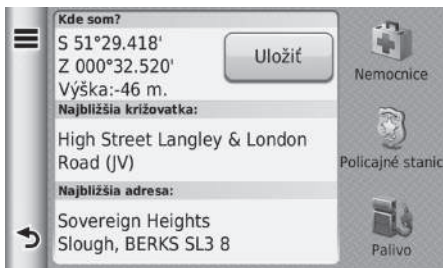 Kde som?
S 51°29.418'
Z 000°32.520'
Výška:-46 m.
Uložiť
Najbližšia križovatka:
High Street Langley & London
Road (JV)
Najbližšia adresa:
Sovereign Heights
Slough, BERKS SL3 8
Nemocnice
Policajné stanic
Palivo